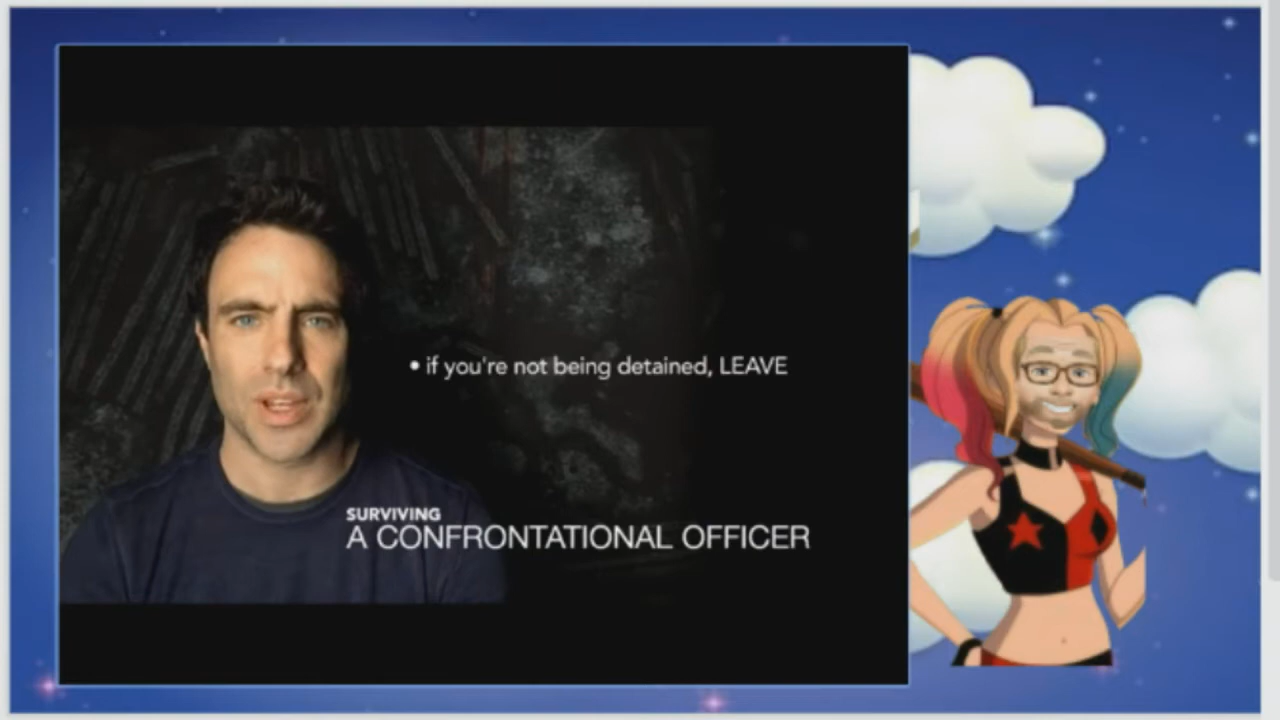 • if you're not being detained, LEAVE
SURVIVING
A CONFRONTATIONAL OFFICER